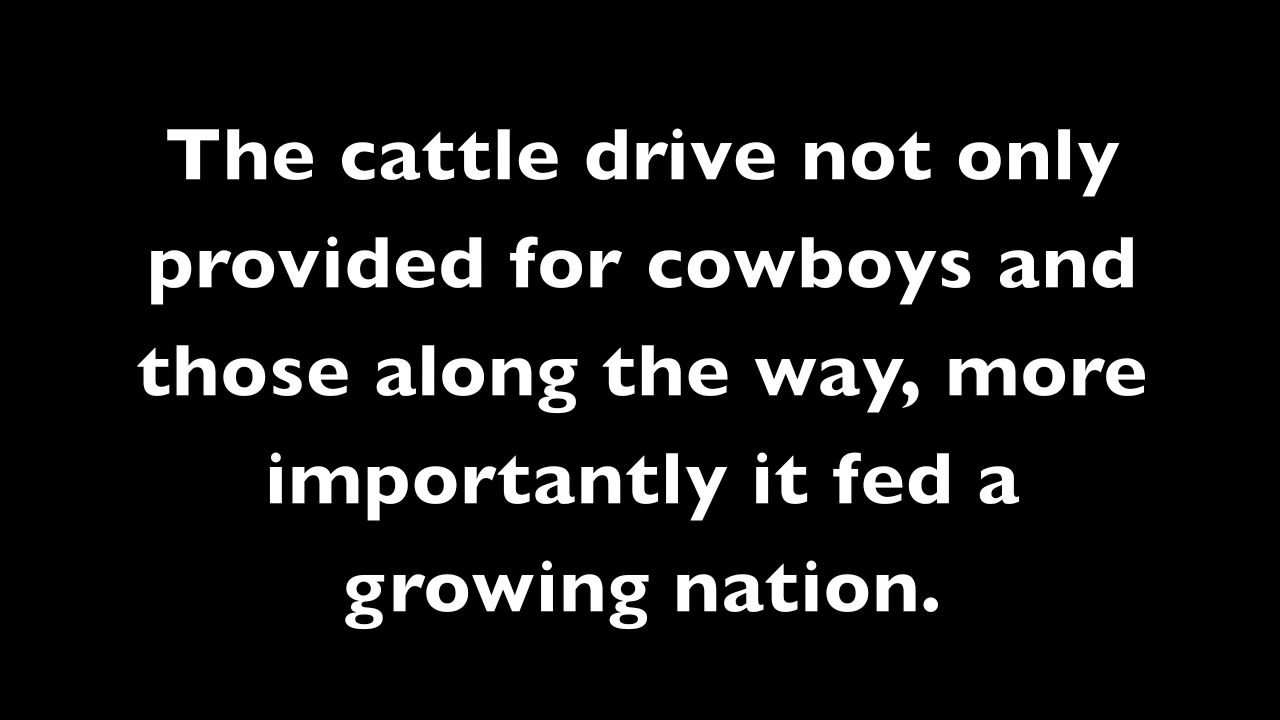 The cattle drive not only
provided for cowboys and
those along the way, more
importantly it fed a
growing nation.